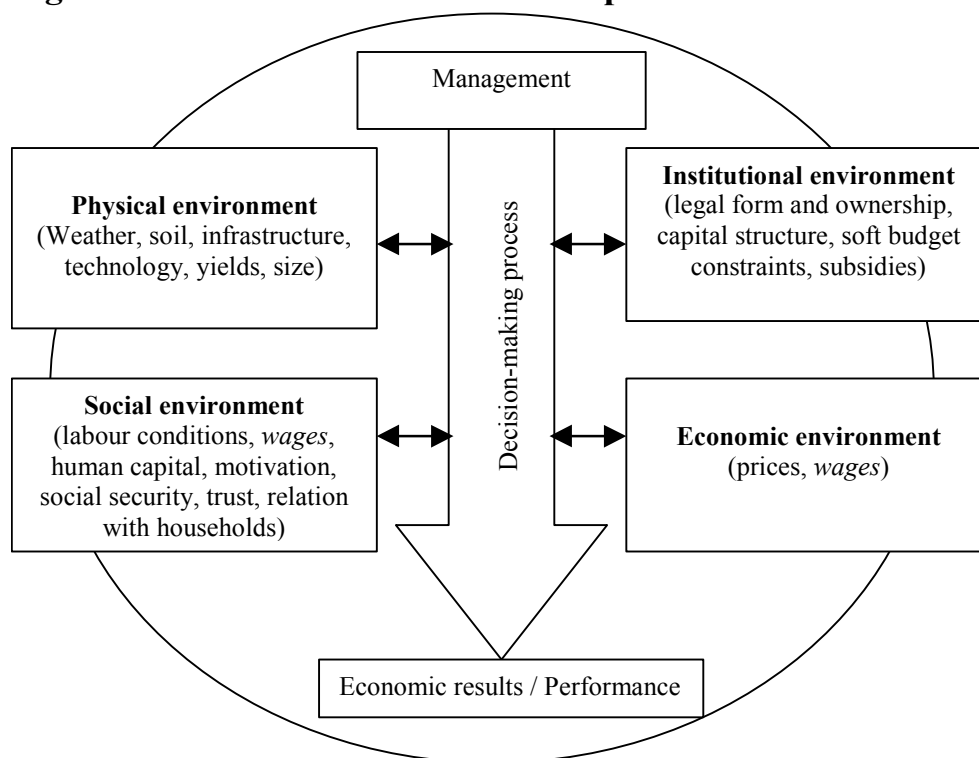 Management
Physical environment
(Weather, soil, infrastructure,
technology, yields, size)
Institutional environment
(legal form and ownership,
capital structure, soft budget
constraints, subsidies)
Decision-making process
Social environment
(labour conditions, wages,
human capital, motivation,
social security, trust, relation
with households)
Economic environment
(prices, wages)
Economic results / Performance